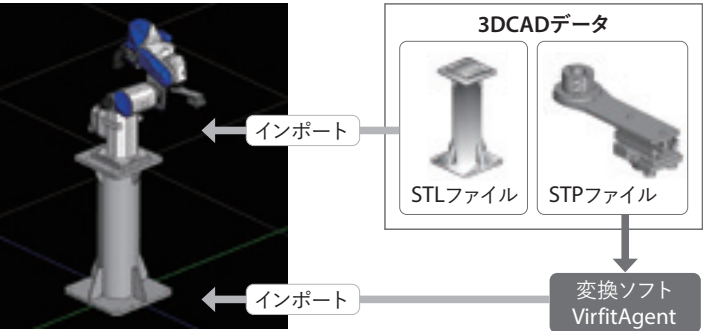 3DCADデータ
インポート
STLファイル
STPファイル
インポート
変換ソフト
VirfitAgent